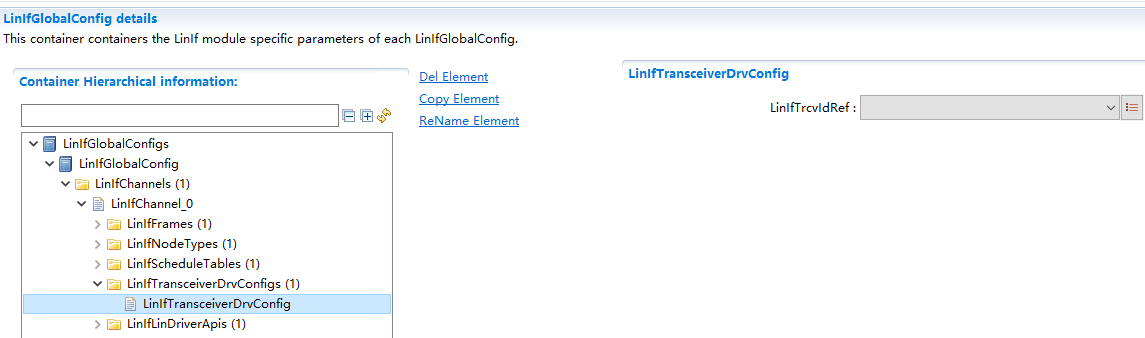 LinIfGlobalConfig details
This container containers the LinIf module specific parameters of each LinIfGlobalConfig.
Container Hierarchical information:
Del Element
Copy Element
ReName Element
LinIfGlobalConfigs
LinIfGlobalConfig
LinIfChannels (1)
LinIfChannel_0
LinIfFrames (1)
LinIfNodeTypes (1)
LinIfScheduleTables (1)
LinIfTransceiverDrvConfigs (1)
LinIfTransceiverDrvConfig
LinIfLinDriverApis (1)
LinIfTransceiverDrvConfig
LinIfTrcvIdRef :